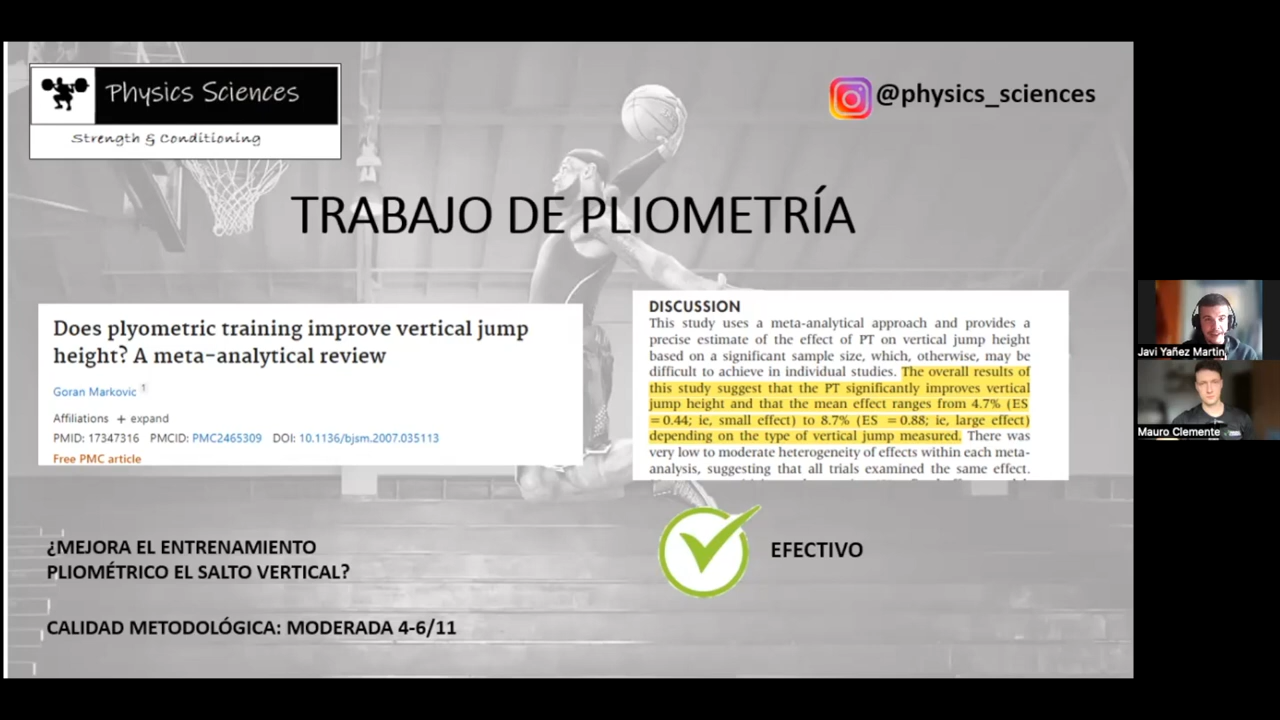 Physics Sciences
Strength & Conditioning
@physics_sciences
TRABAJO DE PLIOMETRÍA
Does plyometric training improve vertical jump
height? A meta-analytical review
Goran Markovic 1
Affiliations + expand
PMID: 17347316 PMCID: PMC2465309 DOI: 10.1136/bjsm.2007.035113
Free PMC article
DISCUSSION
This study uses a meta-analytical approach and provides a
precise estimate of the effect of PT on vertical jump height
based on a significant sample size, which, otherwise, may be
difficult to achieve in individual studies. The overall results of
this study suggest that the PT significantly improves vertical
jump height and that the mean effect ranges from 4.7% (ES
=0.44; ie, small effect) to 8.7% (ES =0.88; ie, large effect)
depending on the type of vertical jump measured. There was
very low to moderate heterogeneity of effects within each meta-
analysis, suggesting that all trials examined the same effect.
¿MEJORA EL ENTRENAMIENTO
PLIOMÉTRICO EL SALTO VERTICAL?
EFECTIVO
CALIDAD METODOLÓGICA: MODERADA 4-6/11
Javi Yañez Martin
Mauro Clemente